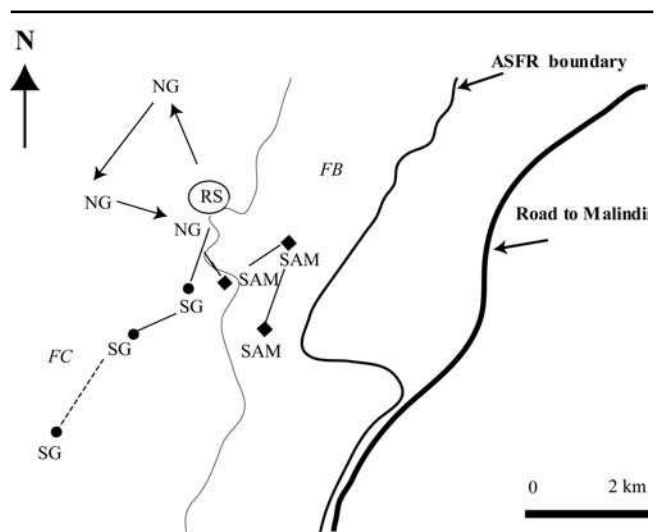 N
ASFR boundary
NG
FB
NG
RS
NG
Road to Malindi
SAM
SAM
SG
SG
SAM
FC
SG
0 2 km